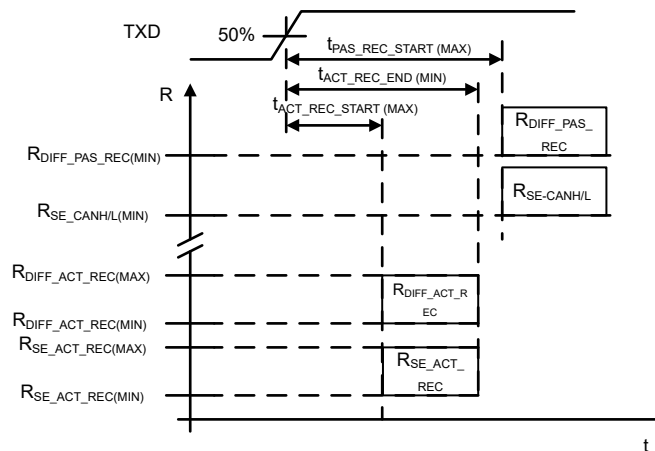 TXD
50%
tPAS_REC_START (MAX)
tACT_REC_END (MIN)
tACT_REC_START (MAX)
R
RDIFF_PAS_
REC
RDIFF_PAS_REC(MIN)
RSE-CANH/L
RSE_CANH/L(MIN)
RDIFF_ACT_REC(MAX)
RDIFF_ACT_R
EC
RDIFF_ACT_REC(MIN)
RSE_ACT_REC(MAX)
RSE_ACT_
REC
RSE_ACT_REC(MIN)
t